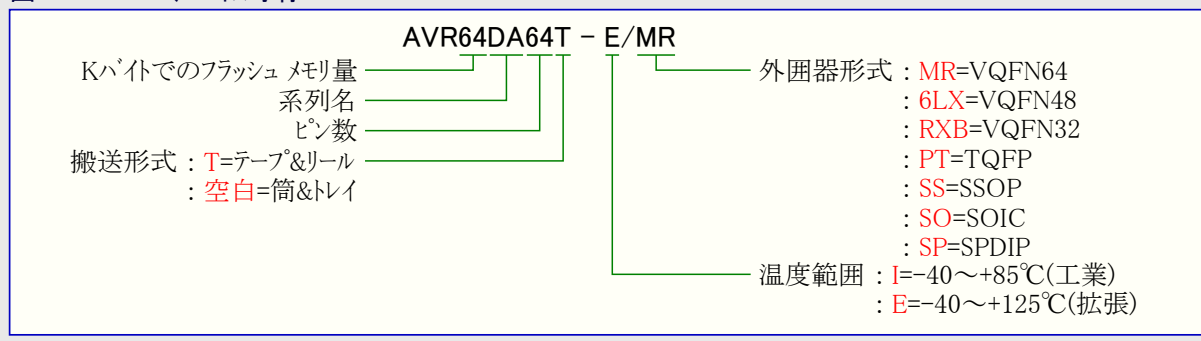 AVR64DA64T - E/MR
Kバイトでのフラッシュ メモリ量
系列名
ピン数
搬送形式 : T=テープ&リール
: 空白=筒&トレイ
外囲器形式 : MR=VQFN64
: 6LX=VQFN48
: RXB=VQFN32
: PT=TQFP
: SS=SSOP
: SO=SOIC
: SP=SPDIP
温度範囲 : I=-40～+85℃(工業)
: E=-40～+125℃(拡張)